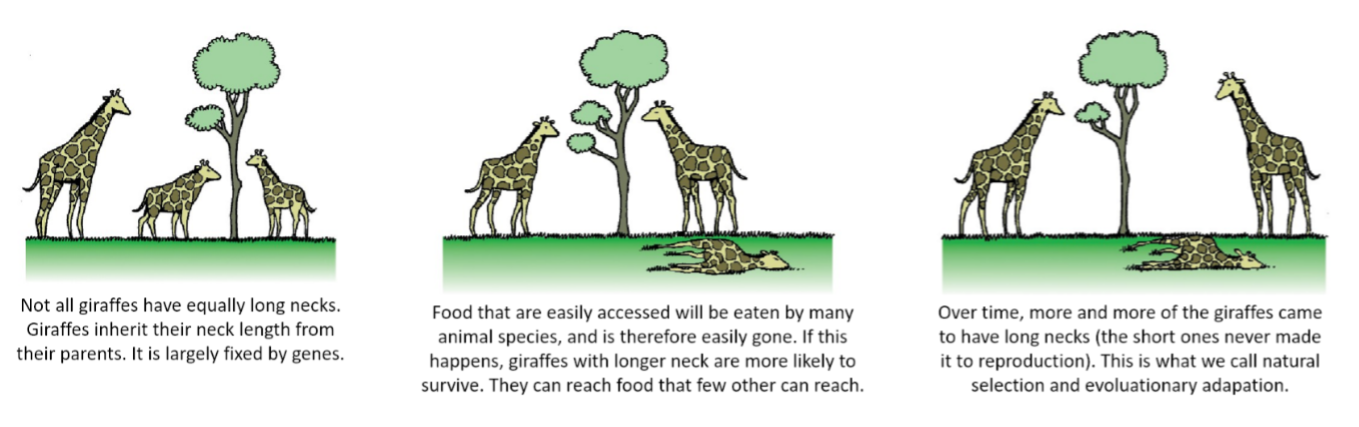 Not all giraffes have equally long necks.
Giraffes inherit their neck length from
their parents. It is largely fixed by genes.
Food that are easily accessed will be eaten by many
animal species, and is therefore easily gone. If this
happens, giraffes with longer neck are more likely to
survive. They can reach food that few other can reach.
Over time, more and more of the giraffes came
to have long necks (the short ones never made
it to reproduction). This is what we call natural
selection and evoluationary adapation.